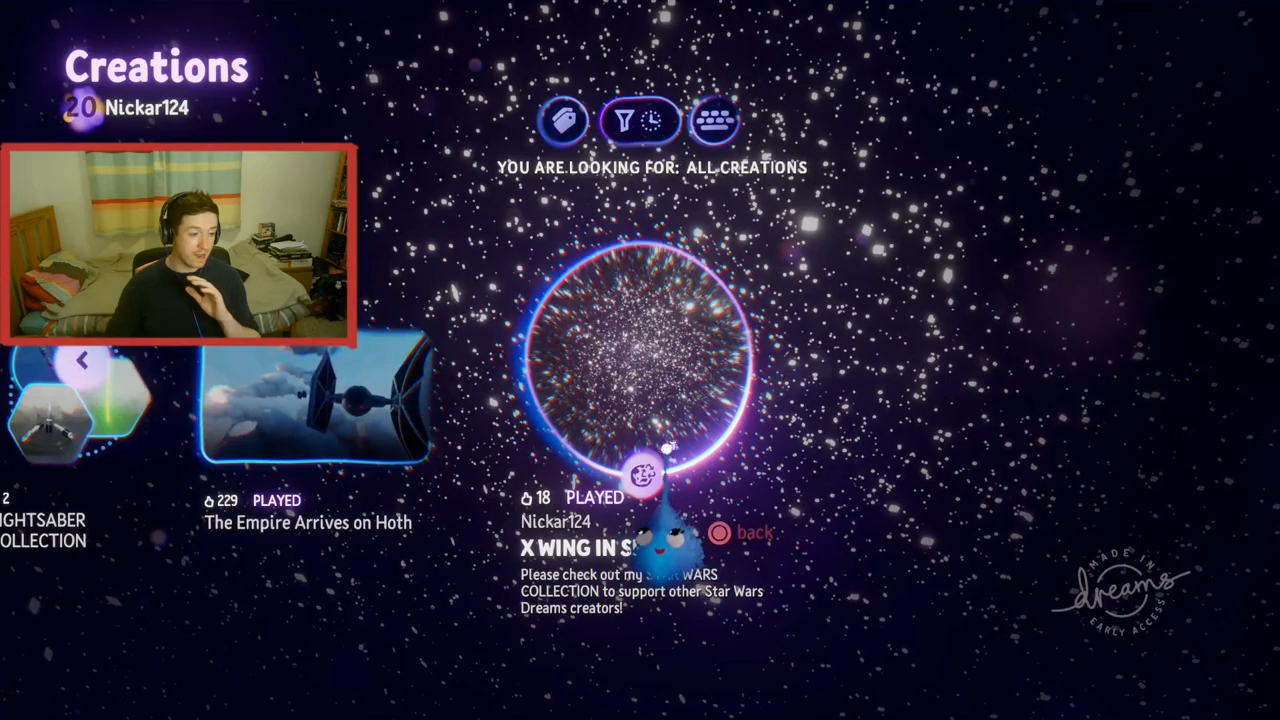 Creations
20 Nickar124
YOU ARE LOOKING FOR: ALL CREATIONS
2
IGHTSABER
OLLECTION
229 PLAYED
The Empire Arrives on Hoth
18 PLAYED
Nickar124
X WING IN S
back
Please check out my WARS
COLLECTION to support other Star Wars
Dreams creators!
MADE IN
dreams
EARLY ACCESS